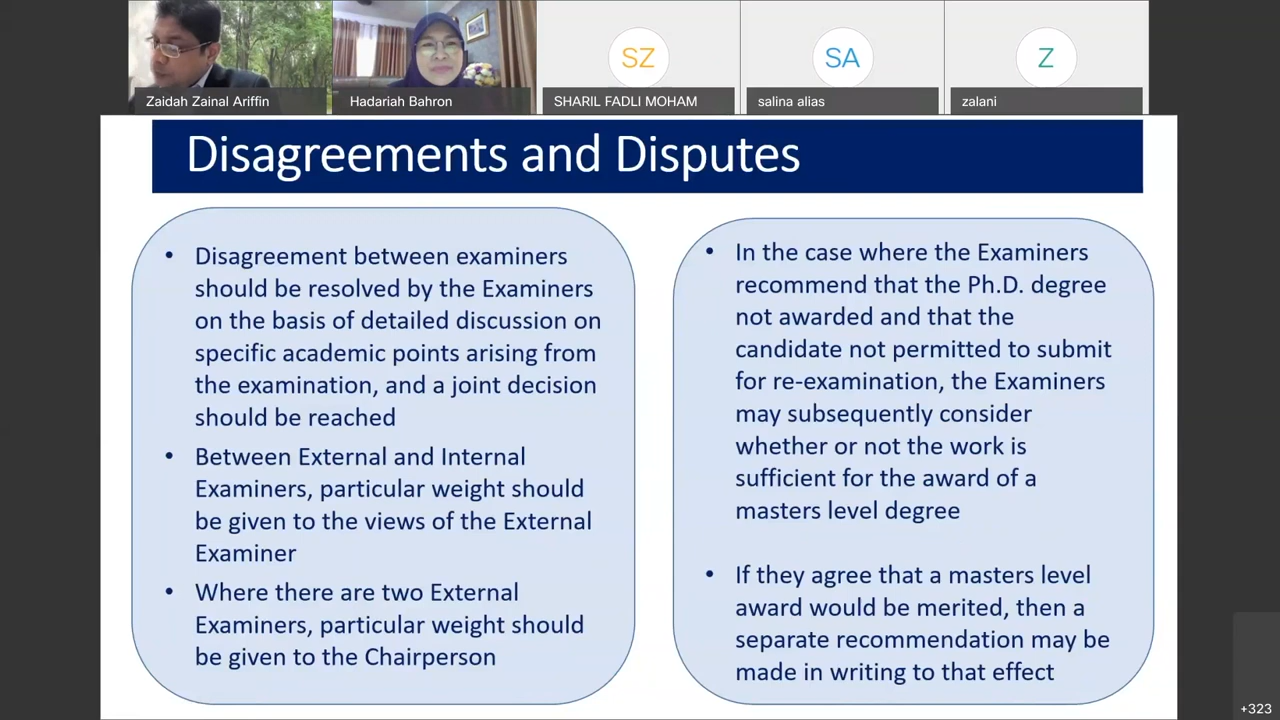 SZ
SA
Z
Zaidah Zainal Ariffin
Hadariah Bahron
SHARIL FADLI MOHAM
salina alias
zalani
Disagreements and Disputes
• Disagreement between examiners
should be resolved by the Examiners
on the basis of detailed discussion on
specific academic points arising from
the examination, and a joint decision
should be reached
• Between External and Internal
Examiners, particular weight should
be given to the views of the External
Examiner
• Where there are two External
Examiners, particular weight should
be given to the Chairperson
• In the case where the Examiners
recommend that the Ph.D. degree
not awarded and that the
candidate not permitted to submit
for re-examination, the Examiners
may subsequently consider
whether or not the work is
sufficient for the award of a
masters level degree
• If they agree that a masters level
award would be merited, then a
separate recommendation may be
made in writing to that effect
+323